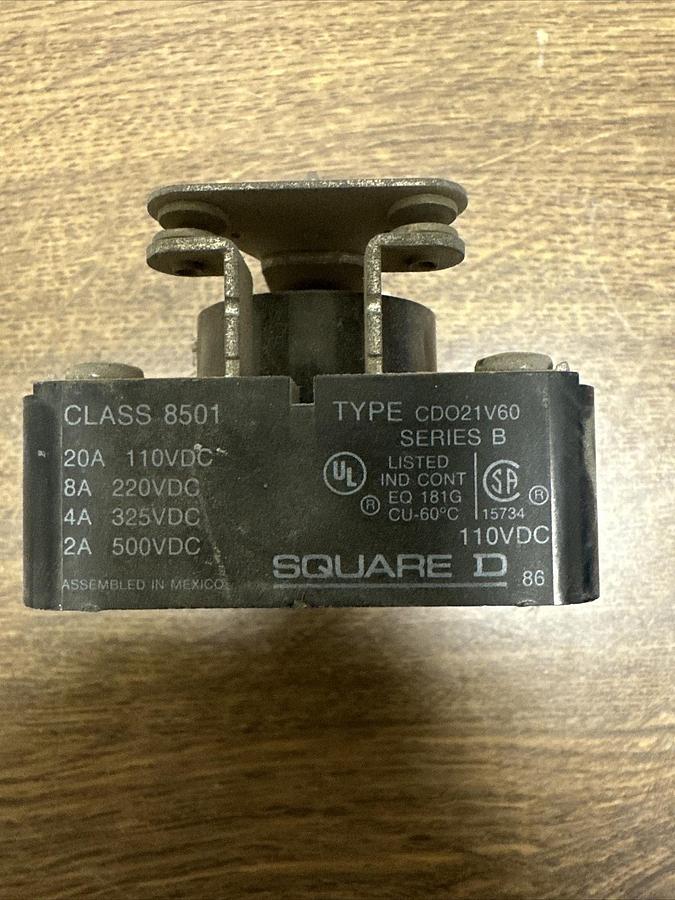 CLASS 8501
20A 110VDC
8A 220VDC
4A 325VDC
2A 500VDC
ASSEMBLED IN MEXICO
TYPE CDO21V60
SERIES B
UL
®
LISTED
IND CONT
EQ 181G
CU-60°C
SA
®
15734
110VDC
SQUARE D
86